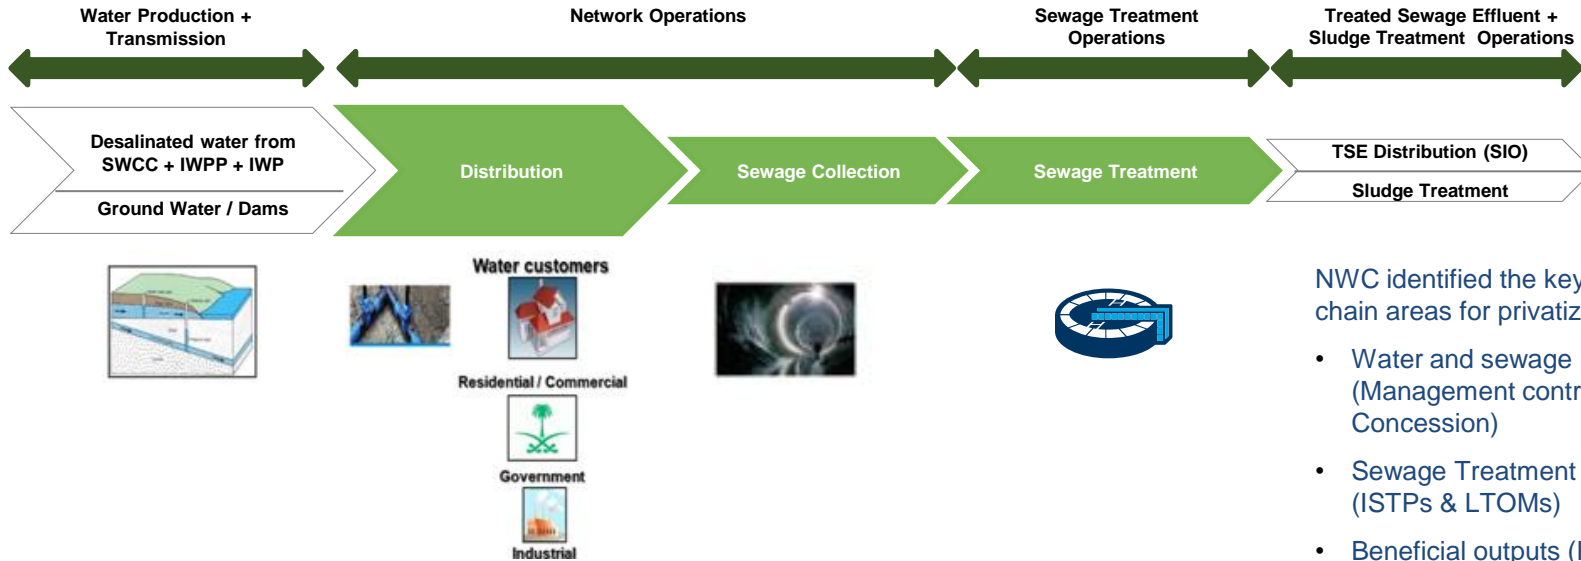 Water Production +
Transmission
Network Operations
Sewage Treatment
Operations
Treated Sewage Effluent +
Sludge Treatment Operations
Desalinated water from
SWCC + IWPP + IWP
Ground Water / Dams
Distribution
Sewage Collection
Sewage Treatment
TSE Distribution (SIO)
Sludge Treatment
Water customers
Residential / Commercial
Government
Industrial
NWC identified the key
chain areas for privatiz
• Water and sewage
(Management contr
Concession)
• Sewage Treatment
(ISTPs & LTOMs)
• Beneficial outputs (